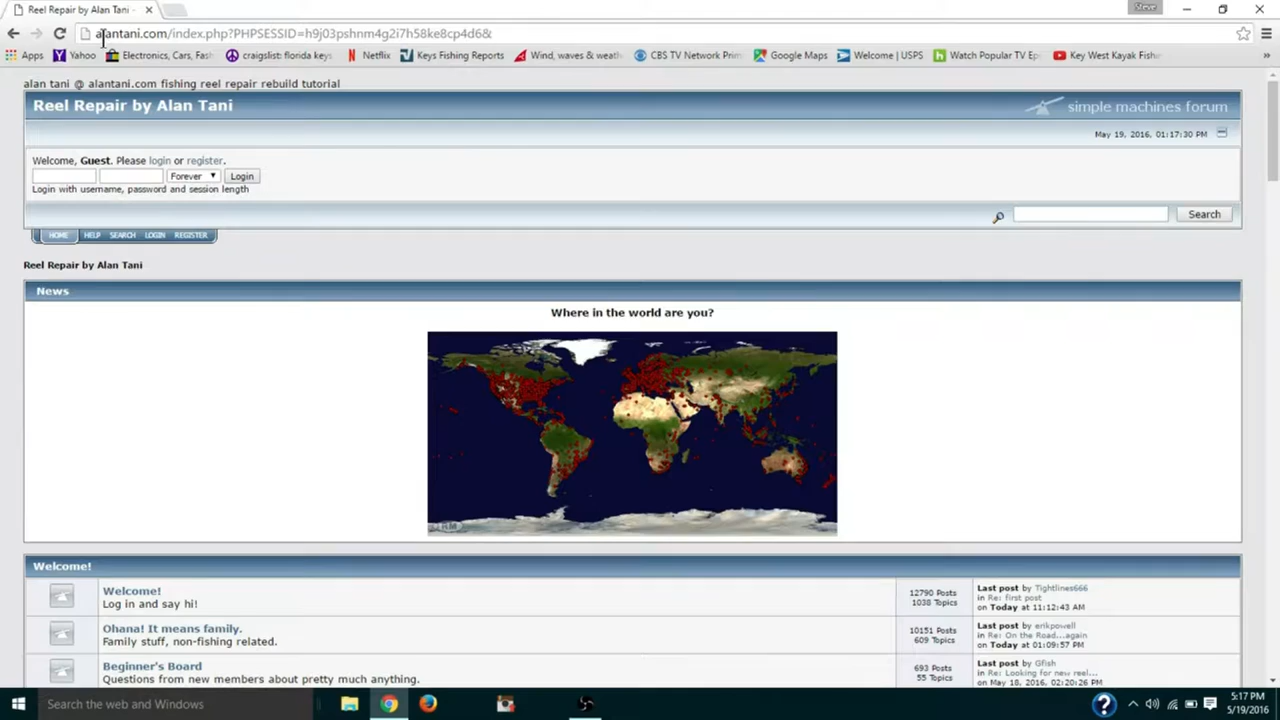 Reel Repair by Alan Tani -
Steve
alantani.com/index.php?PHPSESSID=h9j03pshnm4g2i7h58ke8cp4d6&
Apps Yahoo Electronics, Cars, Fash craigslist: florida keys Netflix Keys Fishing Reports Wind, waves & weathe CBS TV Network Prim Google Maps Welcome | USPS Watch Popular TV Ep Key West Kayak Fishin »
alan tani @ alantani.com fishing reel repair rebuild tutorial
Reel Repair by Alan Tani simple machines forum
May 19, 2016, 01:17:30 PM
Welcome, Guest. Please login or register.
Forever Login
Login with username, password and session length
Search
HOME HELP SEARCH LOGIN REGISTER
Reel Repair by Alan Tani
News
Where in the world are you?
Welcome!
Welcome! 12790 Posts Last post by Tightlines666
Log in and say hi! 1038 Topics in Re: first post
on Today at 11:12:43 AM
Ohana! It means family. 10151 Posts Last post by erikpowell
Family stuff, non-fishing related. 609 Topics in Re: On the Road...again
on Today at 01:09:57 PM
Beginner's Board 693 Posts Last post by Gfish
Questions from new members about pretty much anything. 55 Topics in Re: Looking for new reel...
on May 18, 2016, 02:20:26 PM
Search the web and Windows
5:17 PM
5/19/2016